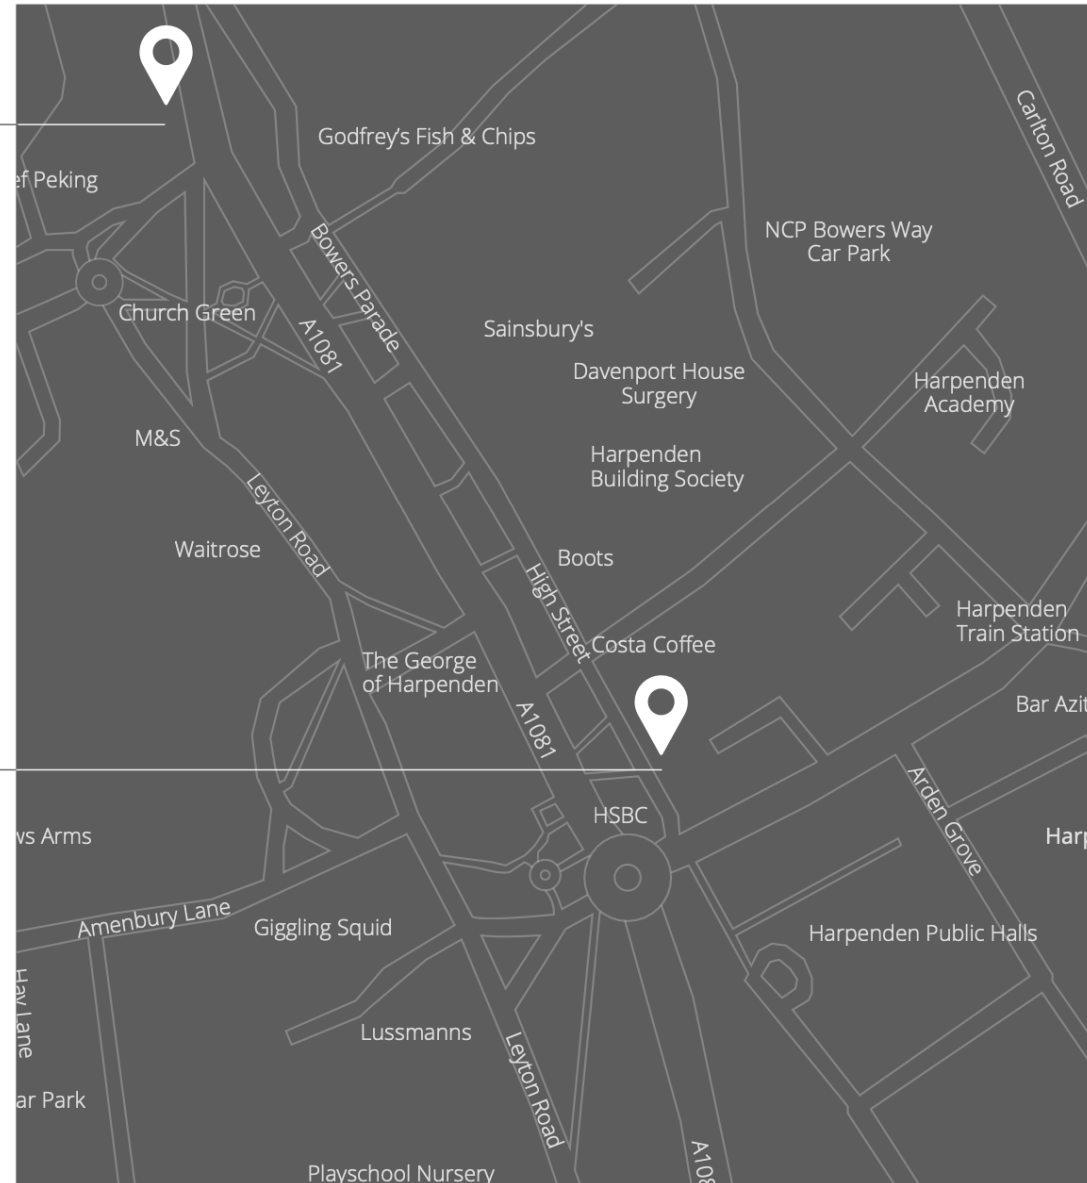 Carlton Road
Godfrey's Fish & Chips
ef Peking
NCP Bowers Way
Car Park
Bowers Parade
Church Green
A1081
Sainsbury's
Davenport House
Surgery
Harpenden
Academy
M&S
Harpenden
Building Society
Leyton Road
Waitrose
Boots
High Street
Harpenden
Train Station
Costa Coffee
The George
of Harpenden
Bar Azit
A1081
Arden Grove
HSBC
ws Arms
Harp
Amenbury Lane
Giggling Squid
Harpenden Public Halls
Hay Lane
Lussmanns
Leyton Road
ar Park
A108
Playschool Nursery